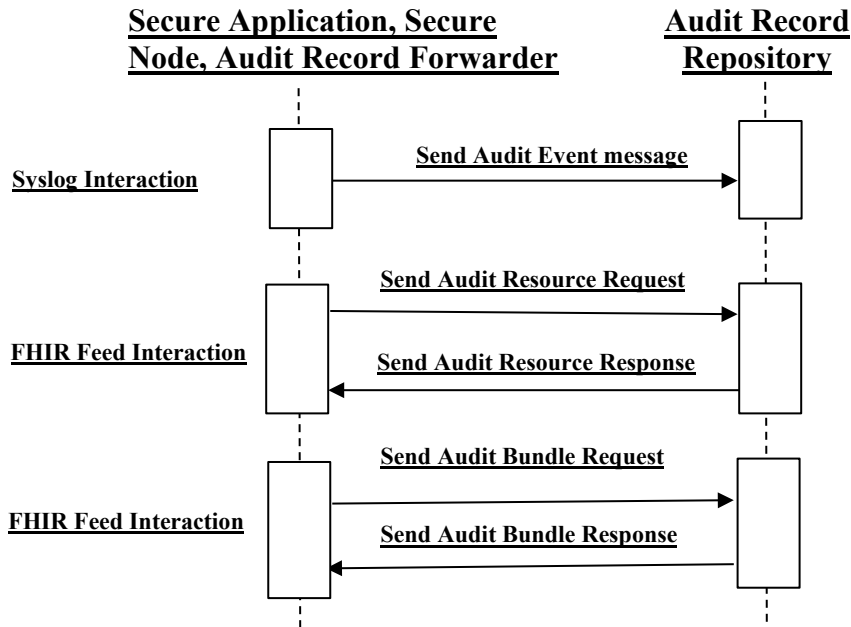 Secure Application, Secure
Node, Audit Record Forwarder
Audit Record
Repository
Send Audit Event message
Syslog Interaction
Send Audit Resource Request
FHIR Feed Interaction
Send Audit Resource Response
Send Audit Bundle Request
FHIR Feed Interaction
Send Audit Bundle Response